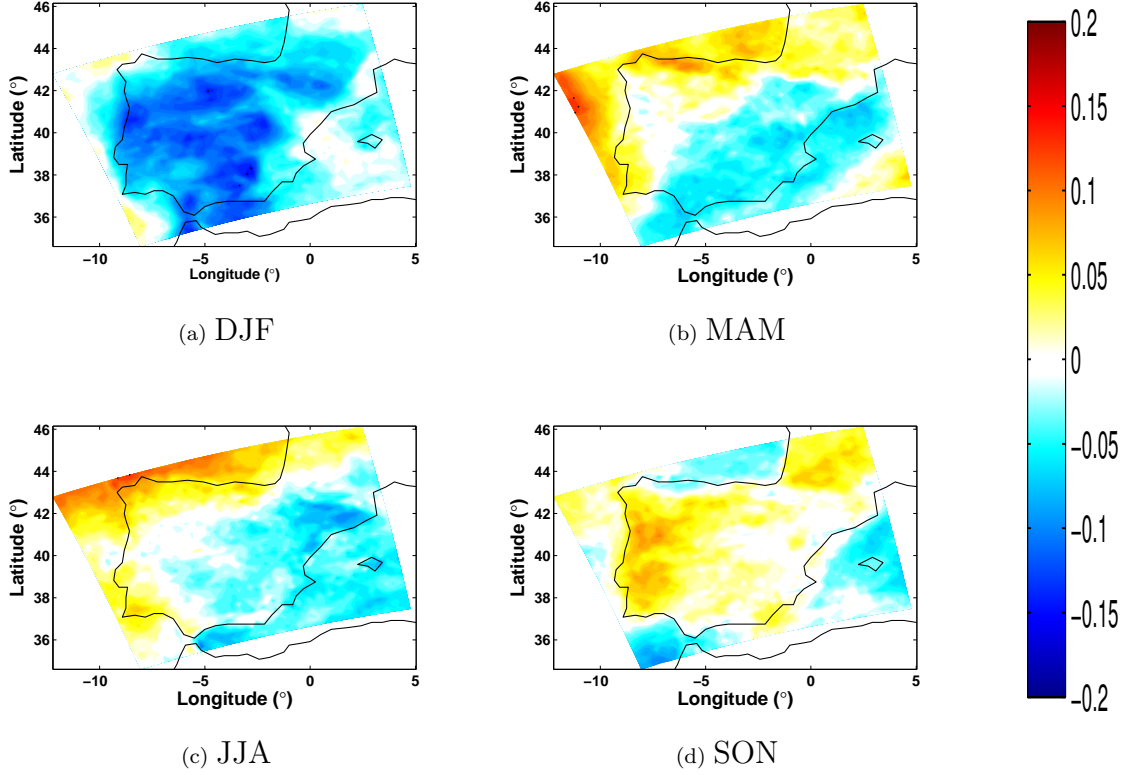 46
44
42
40
38
36
Latitude (°)
−10 −5 0 5
Longitude (°)
(a) DJF
46
44
42
40
38
36
Latitude (°)
−10 −5 0 5
Longitude (°)
(b) MAM
46
44
42
40
38
36
Latitude (°)
−10 −5 0 5
Longitude (°)
(c) JJA
46
44
42
40
38
36
Latitude (°)
−10 −5 0 5
Longitude (°)
(d) SON
0.2
0.15
0.1
0.05
0
−0.05
−0.1
−0.15
−0.2